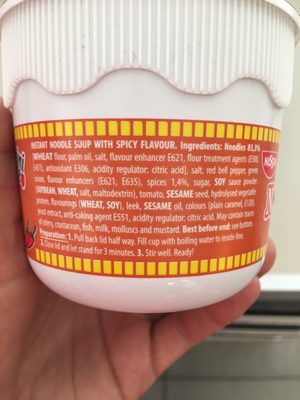 INSTANT NOODLE SOUP WITH SPICY FLAVOUR. Ingredients: Noodles 83,3%
WHEAT flour, palm oil, salt, flavour enhancer E621, flour treatment agents (E500,
E451), antioxidant E306, acidity regulator: citric acid], salt, red bell pepper, green
onion, flavour enhancers (E621, E635), spices 1,4%, sugar, SOY sauce powder
(SOYBEAN, WHEAT, salt, maltodextrin), tomato, SESAME seed, hydrolysed vegetable
protein, flavourings (WHEAT, SOY), leek, SESAME oil, colours (plain caramel, E120),
yeast extract, anti-caking agent E551, acidity regulator: citric acid. May contain traces
of celery, crustacean, fish, milk, molluscs and mustard. Best before end: see bottom.
Preparation: 1. Pull back lid half way. Fill cup with boiling water to inside line.
2. Close lid and let stand for 3 minutes. 3. Stir well. Ready!